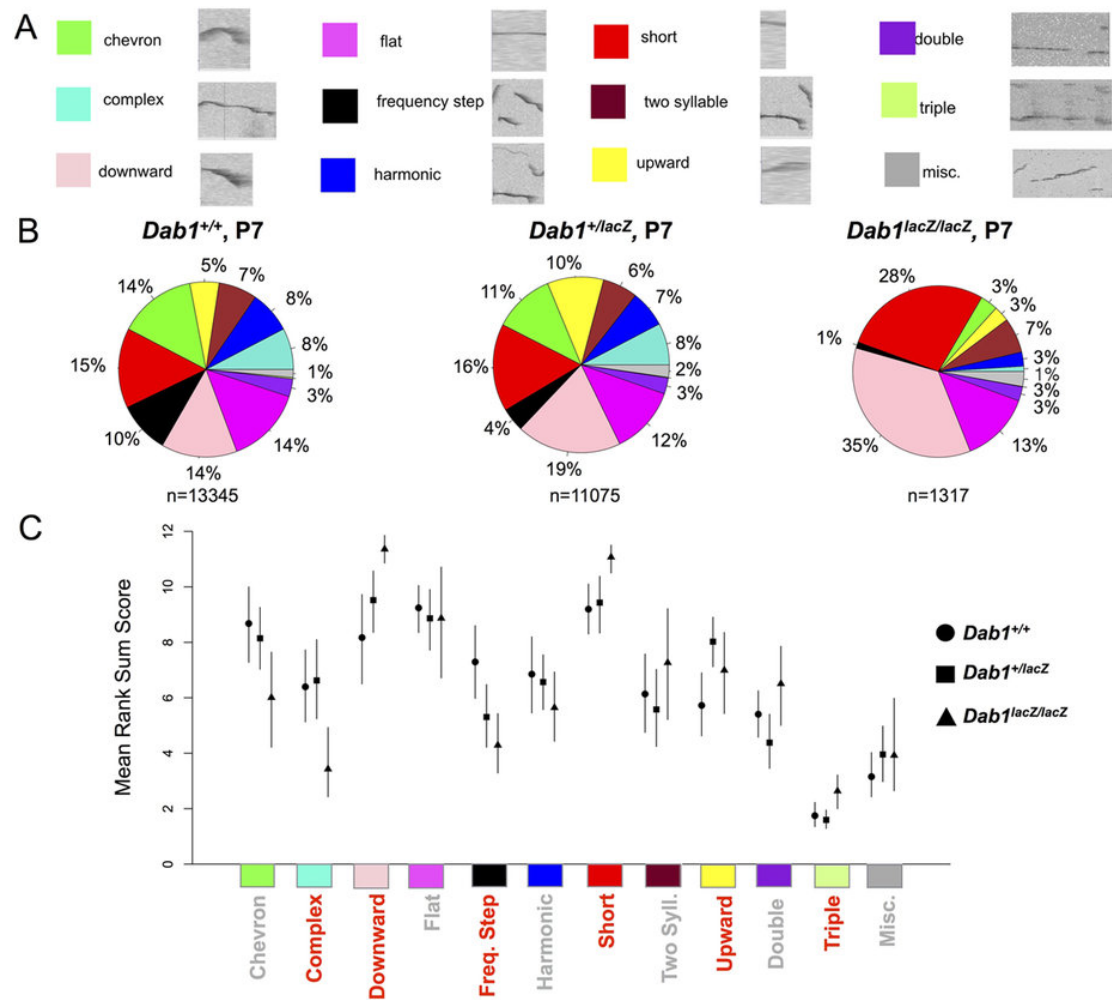 A
chevron
flat
short
double
complex
frequency step
two syllable
triple
downward
harmonic
upward
misc.
B
Dab1+/+, P7
Dab1+/lacZ, P7
Dab1lacZ/lacZ, P7
5%
7%
8%
8%
1%
3%
14%
14%
10%
15%
14%
n=13345
10%
6%
7%
8%
2%
3%
12%
19%
4%
16%
11%
n=11075
28%
3%
3%
7%
3%
1%
3%
3%
13%
35%
1%
n=1317
C
Mean Rank Sum Score
12
10
8
6
4
2
0
Dab1+/+
Dab1+/lacZ
Dab1lacZ/lacZ
Chevron
Complex
Downward
Flat
Freq. Step
Harmonic
Short
Two Syll.
Upward
Double
Triple
Misc.